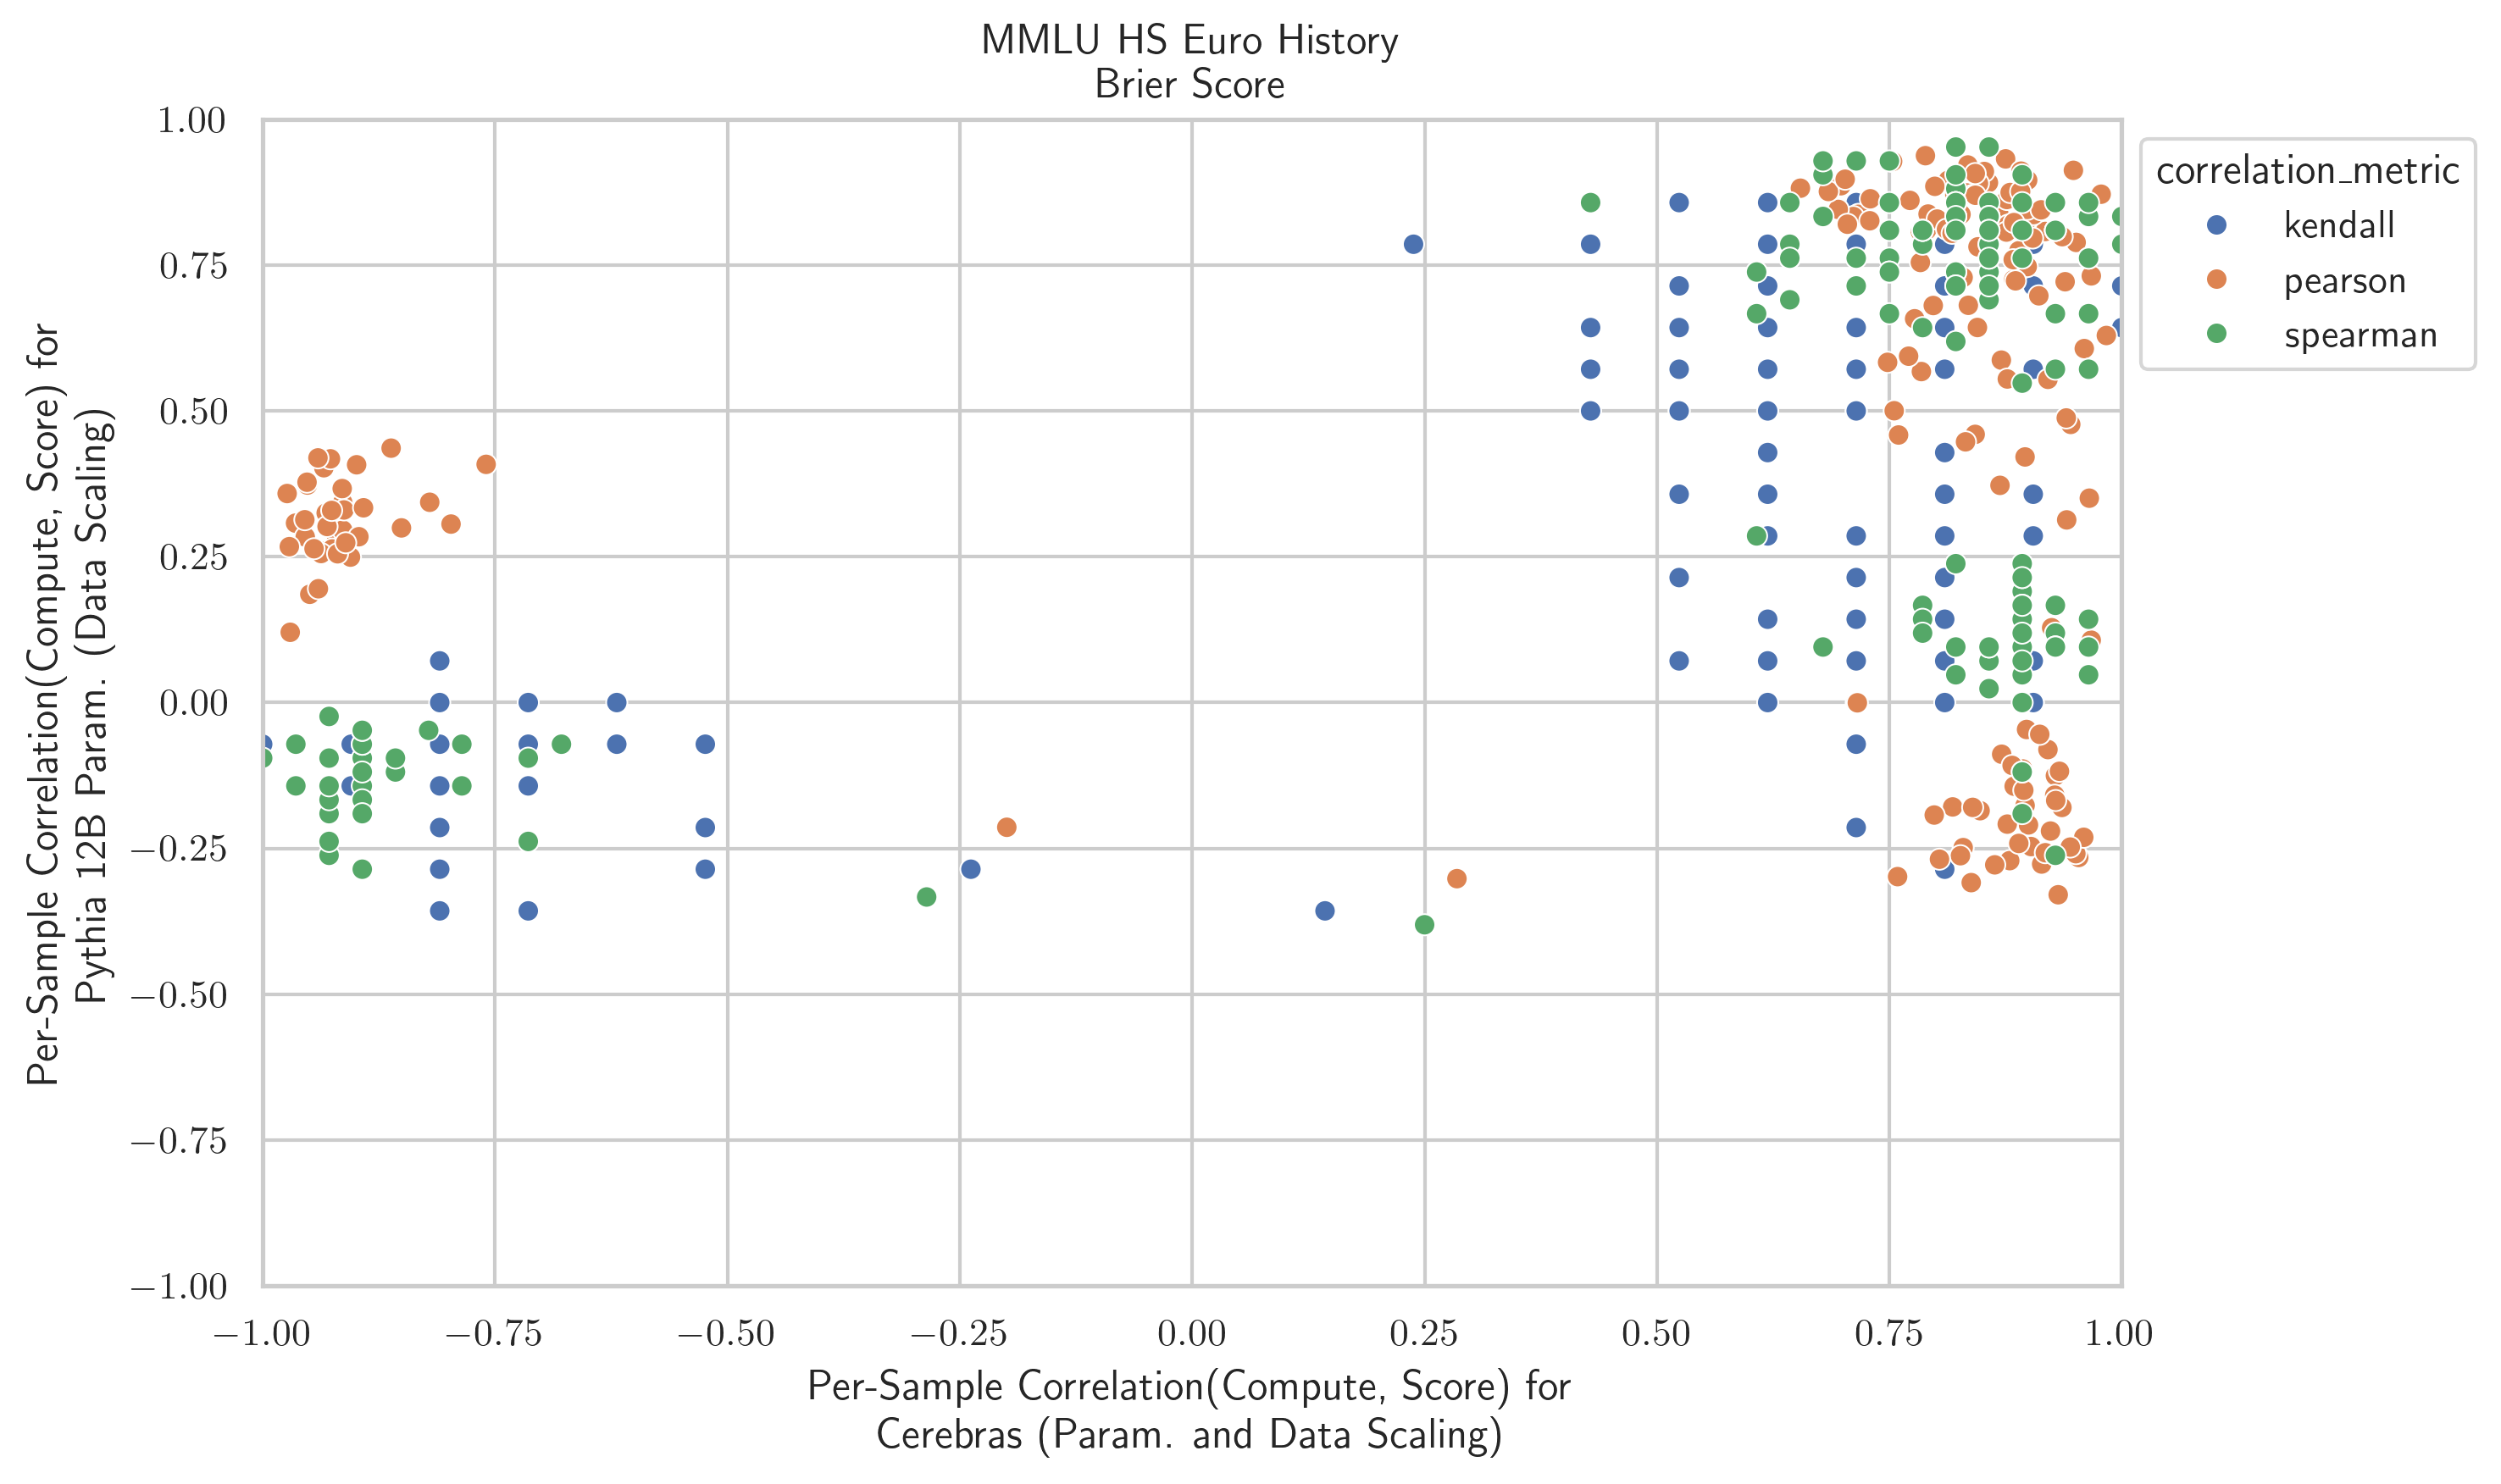 MMLU HS Euro History
Brier Score
Per-Sample Correlation(Compute, Score) for
Pythia 12B Param. (Data Scaling)
1.00
0.75
0.50
0.25
0.00
−0.25
−0.50
−0.75
−1.00
−1.00 −0.75 −0.50 −0.25 0.00 0.25 0.50 0.75 1.00
Per-Sample Correlation(Compute, Score) for
Cerebras (Param. and Data Scaling)
correlation_metric
kendall
pearson
spearman